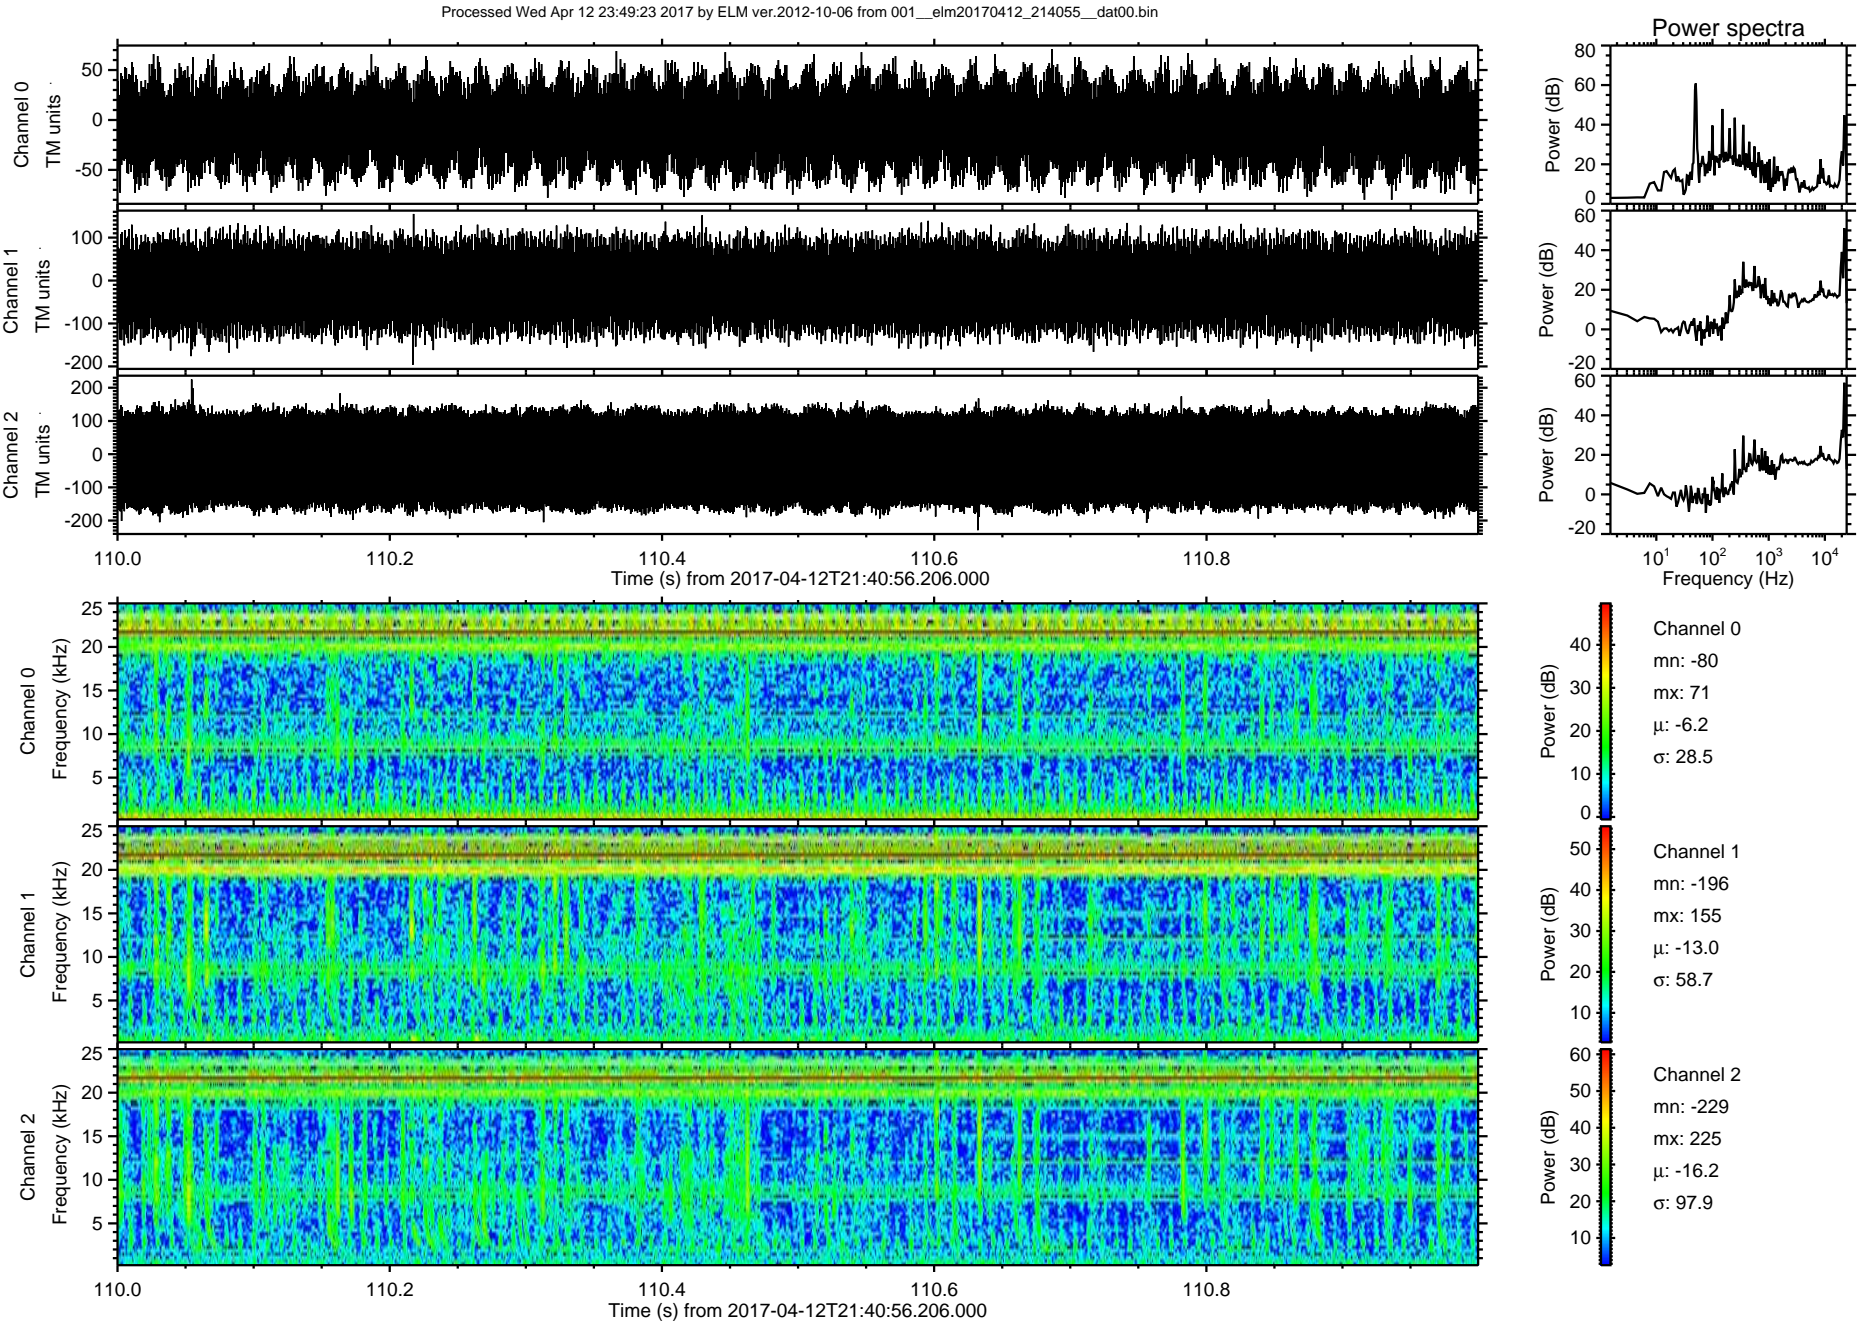 Processed Wed Apr 12 23:49:23 2017 by ELM ver.2012-10-06 from 001__elm20170412_214055__dat00.bin
Power spectra
Channel 0
TM units
50
0
-50
Power (dB)
80
60
40
20
0
Channel 1
TM units
100
0
-100
-200
Power (dB)
60
40
20
0
-20
Channel 2
TM units
200
100
0
-100
-200
Power (dB)
60
40
20
0
-20
110.0 110.2 110.4 110.6 110.8
Time (s) from 2017-04-12T21:40:56.206.000
10^1 10^2 10^3 10^4
Frequency (Hz)
Channel 0
Frequency (kHz)
25
20
15
10
5
Power (dB)
40
30
20
10
0
Channel 0
mn: -80
mx: 71
μ: -6.2
σ: 28.5
Channel 1
Frequency (kHz)
25
20
15
10
5
Power (dB)
50
40
30
20
10
Channel 1
mn: -196
mx: 155
μ: -13.0
σ: 58.7
Channel 2
Frequency (kHz)
25
20
15
10
5
Power (dB)
60
50
40
30
20
10
Channel 2
mn: -229
mx: 225
μ: -16.2
σ: 97.9
110.0 110.2 110.4 110.6 110.8
Time (s) from 2017-04-12T21:40:56.206.000